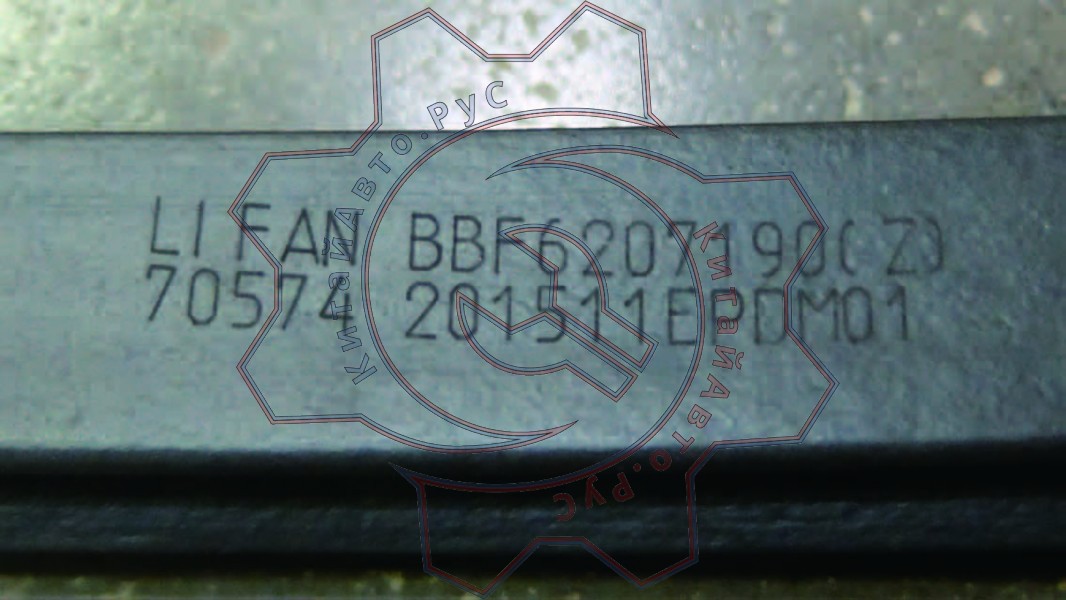 LIFAN BBF6207190(Z)
70574 201511EPDM01
КитайАвто.Рус
КитайАвто.Рус